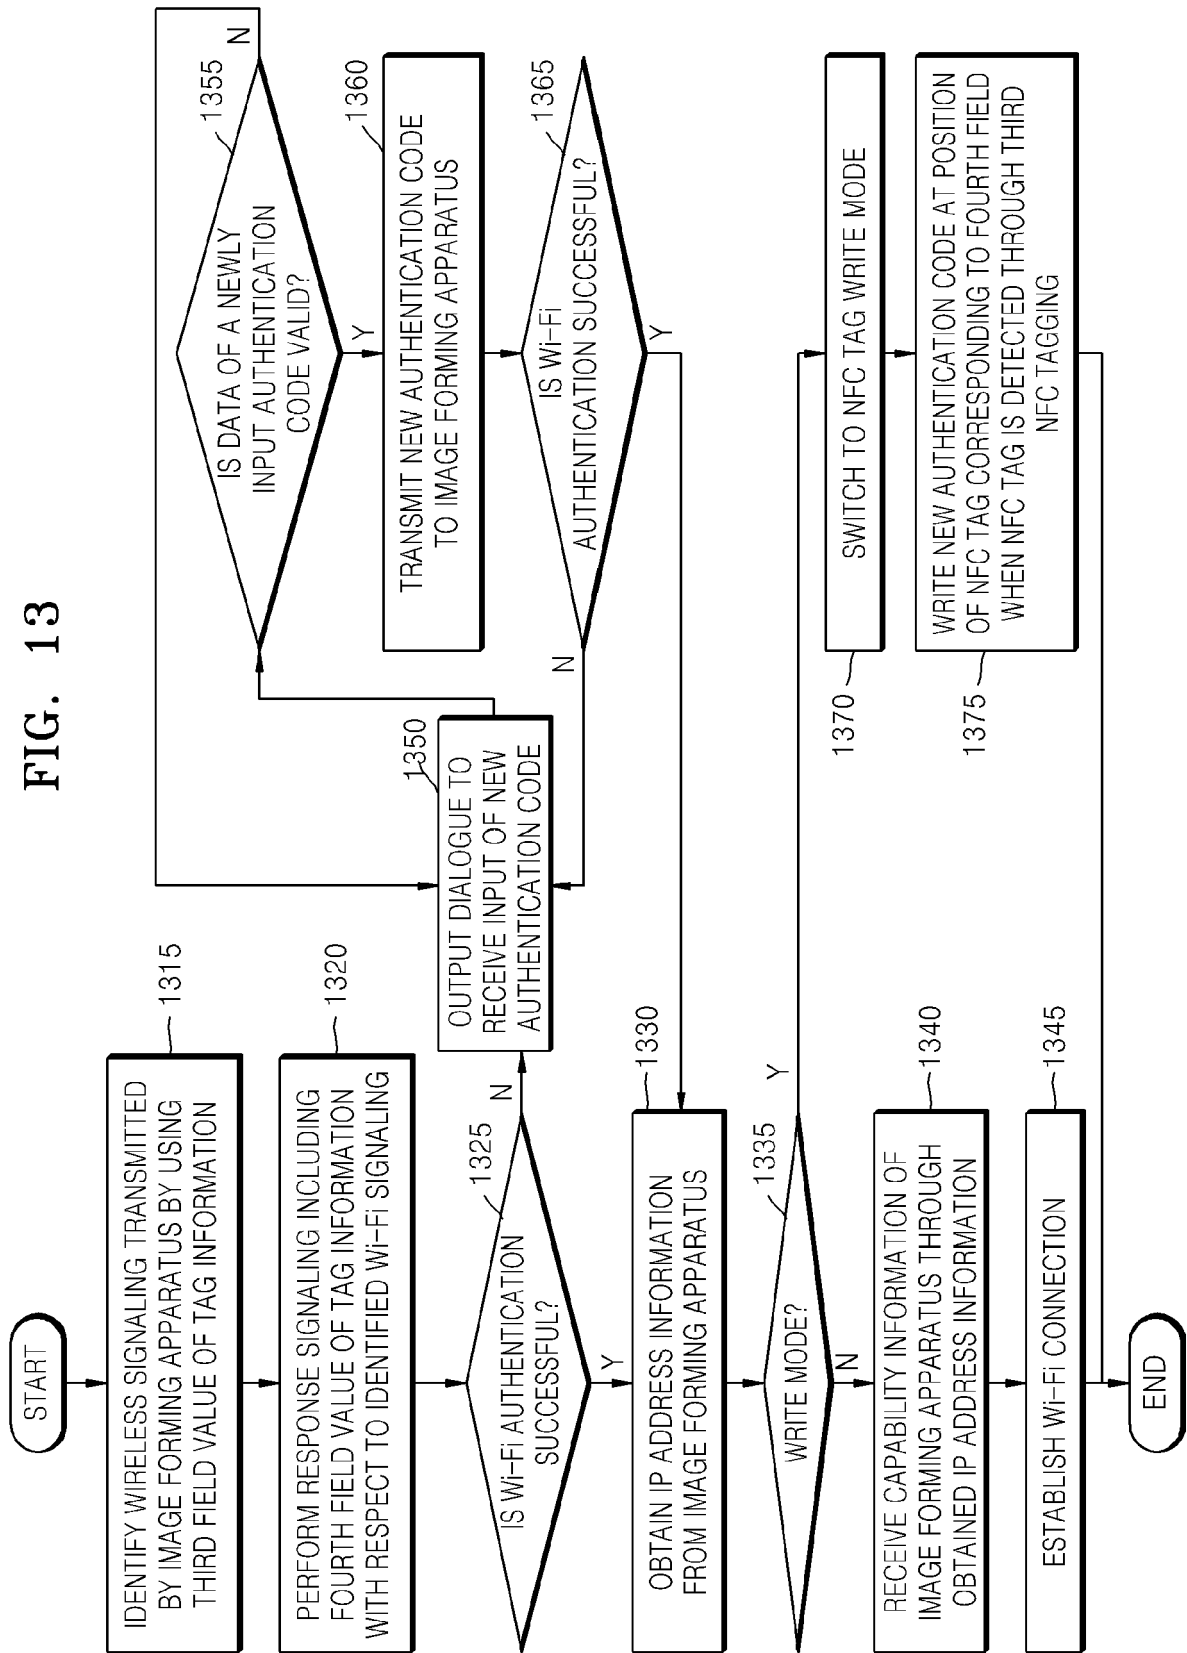 FIG. 13
START
IDENTIFY WIRELESS SIGNALING TRANSMITTED
BY IMAGE FORMING APPARATUS BY USING
THIRD FIELD VALUE OF TAG INFORMATION
1315
PERFORM RESPONSE SIGNALING INCLUDING
FOURTH FIELD VALUE OF TAG INFORMATION
WITH RESPECT TO IDENTIFIED Wi-Fi SIGNALING
1320
IS Wi-Fi AUTHENTICATION
SUCCESSFUL?
1325
N
Y
OBTAIN IP ADDRESS INFORMATION
FROM IMAGE FORMING APPARATUS
1330
WRITE MODE?
1335
Y
N
RECEIVE CAPABILITY INFORMATION OF
IMAGE FORMING APPARATUS THROUGH
OBTAINED IP ADDRESS INFORMATION
1340
ESTABLISH Wi-Fi CONNECTION
1345
END
OUTPUT DIALOGUE TO
RECEIVE INPUT OF NEW
AUTHENTICATION CODE
1350
IS DATA OF A NEWLY
INPUT AUTHENTICATION
CODE VALID?
1355
N
Y
TRANSMIT NEW AUTHENTICATION CODE
TO IMAGE FORMING APPARATUS
1360
IS Wi-Fi
AUTHENTICATION SUCCESSFUL?
1365
N
Y
SWITCH TO NFC TAG WRITE MODE
1370
WRITE NEW AUTHENTICATION CODE AT POSITION
OF NFC TAG CORRESPONDING TO FOURTH FIELD
WHEN NFC TAG IS DETECTED THROUGH THIRD
NFC TAGGING
1375